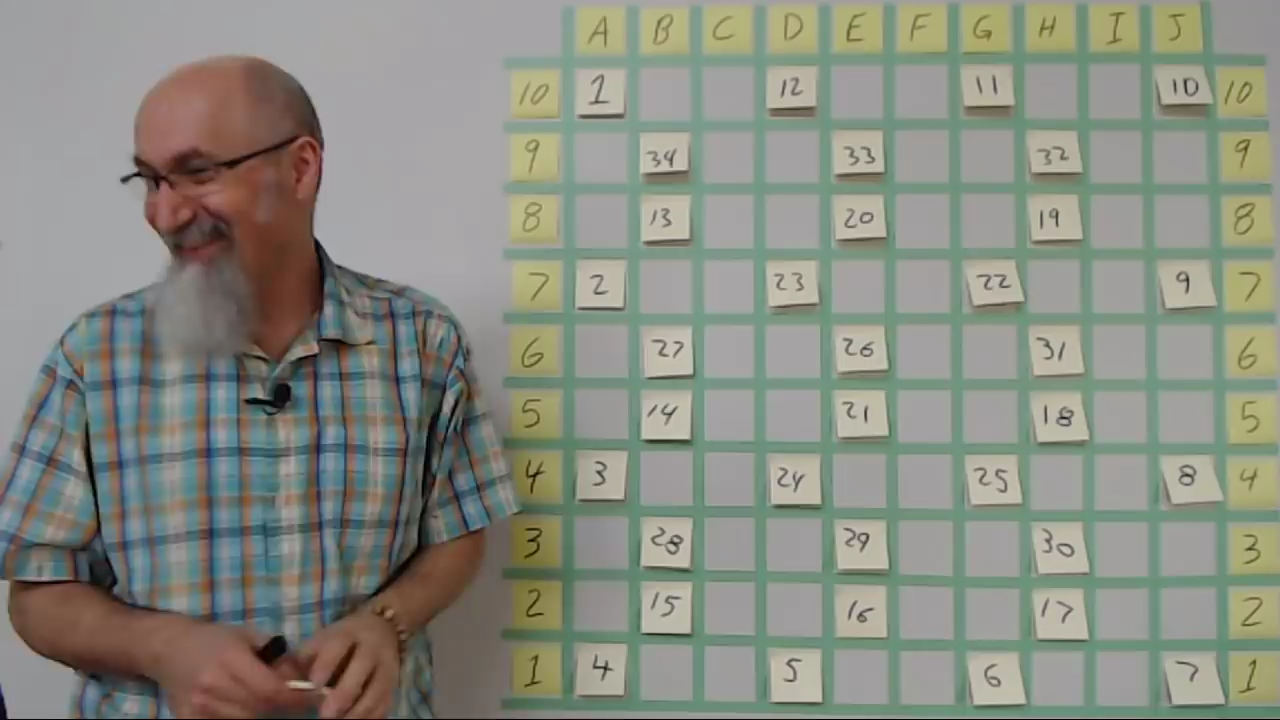 A B C D E F G H I J
10 1 12 11 10 10
9 34 33 32 9
8 13 20 19 8
7 2 23 22 9 7
6 27 26 31 6
5 14 21 18 5
4 3 24 25 8 4
3 28 29 30 3
2 15 16 17 2
1 4 5 6 7 1